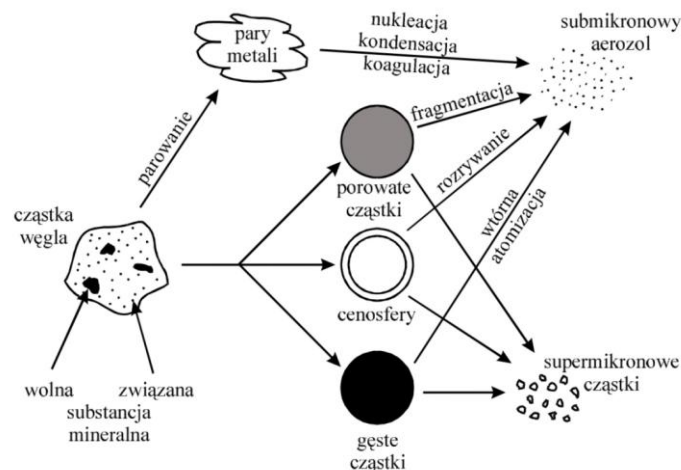 pary
metali
nukleacja
kondensacja
koagulacja
submikronowy
aerozol
parowanie
fragmentacja
rozrywanie
wtórna
atomizacja
porowate
cząstki
cząstka
węgla
cenosfery
wolna
związana
substancja
mineralna
gęste
cząstki
supermikronowe
cząstki